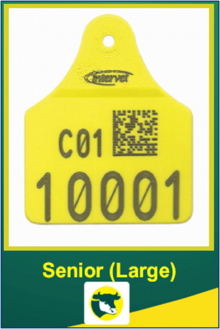 Intervet
C01
10001
Senior (Large)